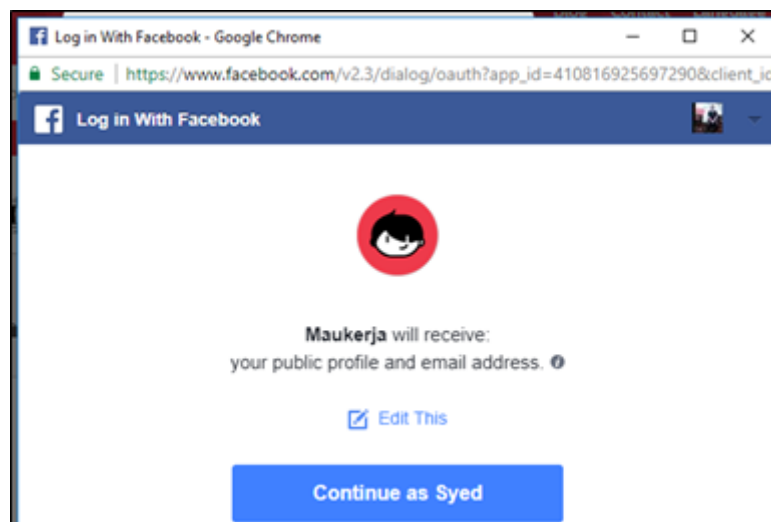 Log in With Facebook - Google Chrome
Secure | https://www.facebook.com/v2.3/dialog/oauth?app_id=410816925697290&client_id
Log in With Facebook
Maukerja will receive:
your public profile and email address.
Edit This
Continue as Syed